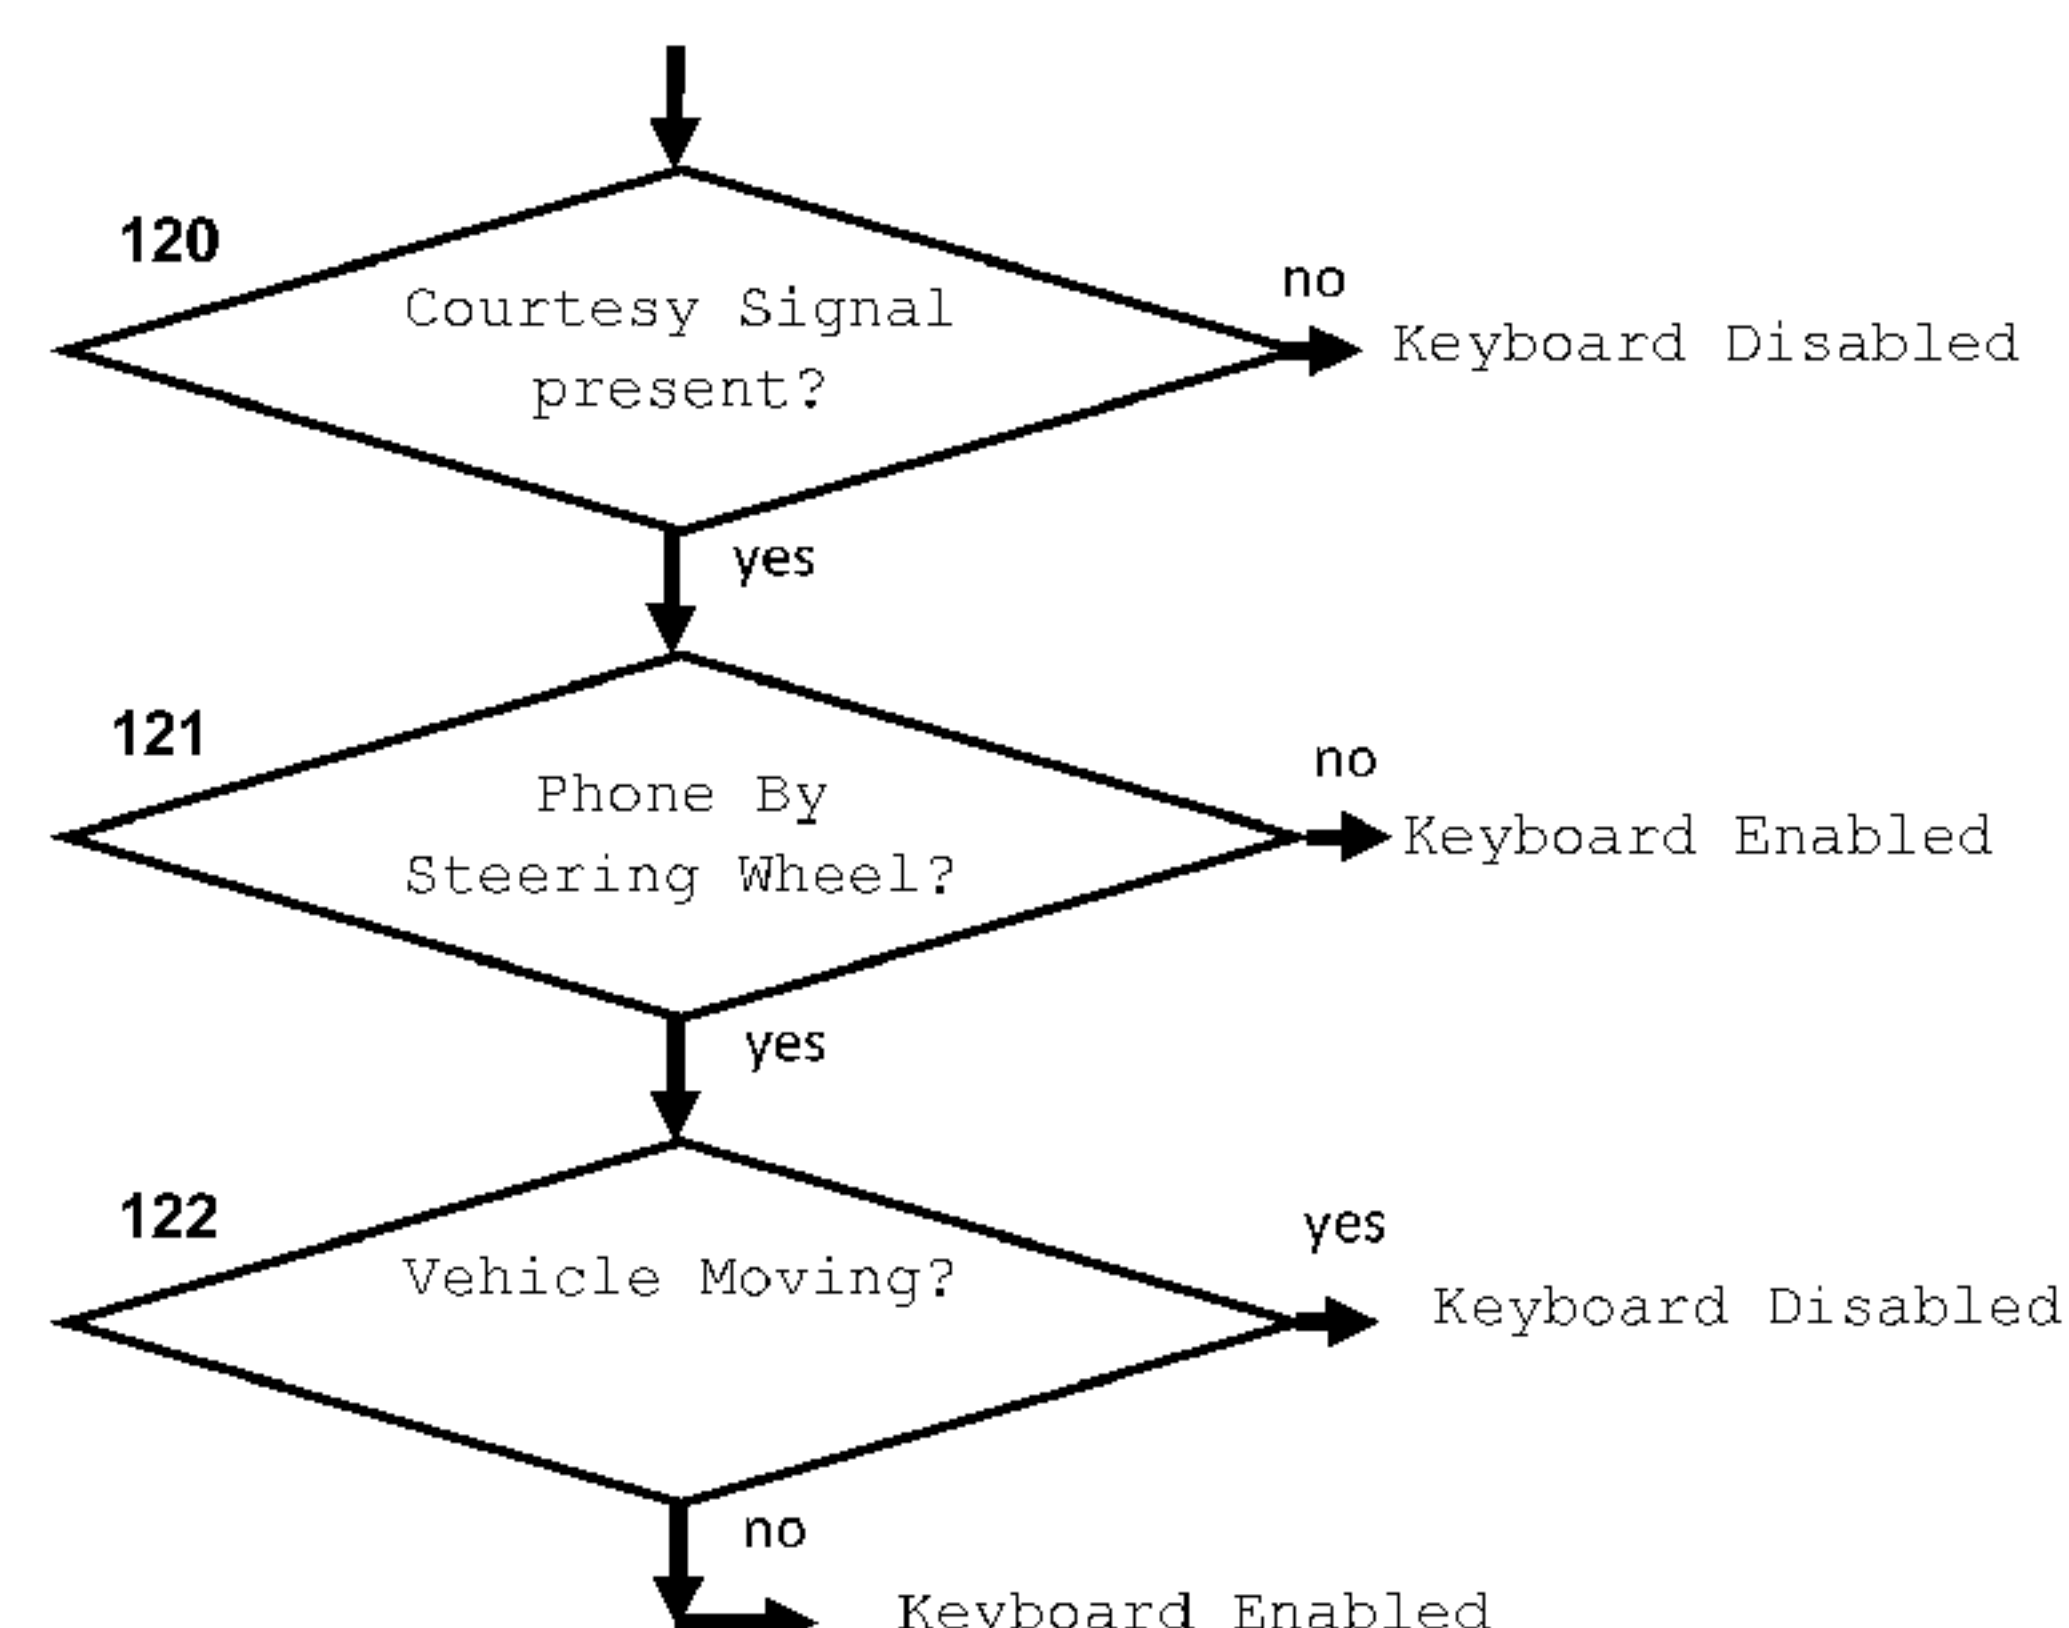 120
Courtesy Signal
present?
no
Keyboard Disabled
yes
121
Phone By
Steering Wheel?
no
Keyboard Enabled
yes
122
Vehicle Moving?
yes
Keyboard Disabled
no
Keyboard Enabled